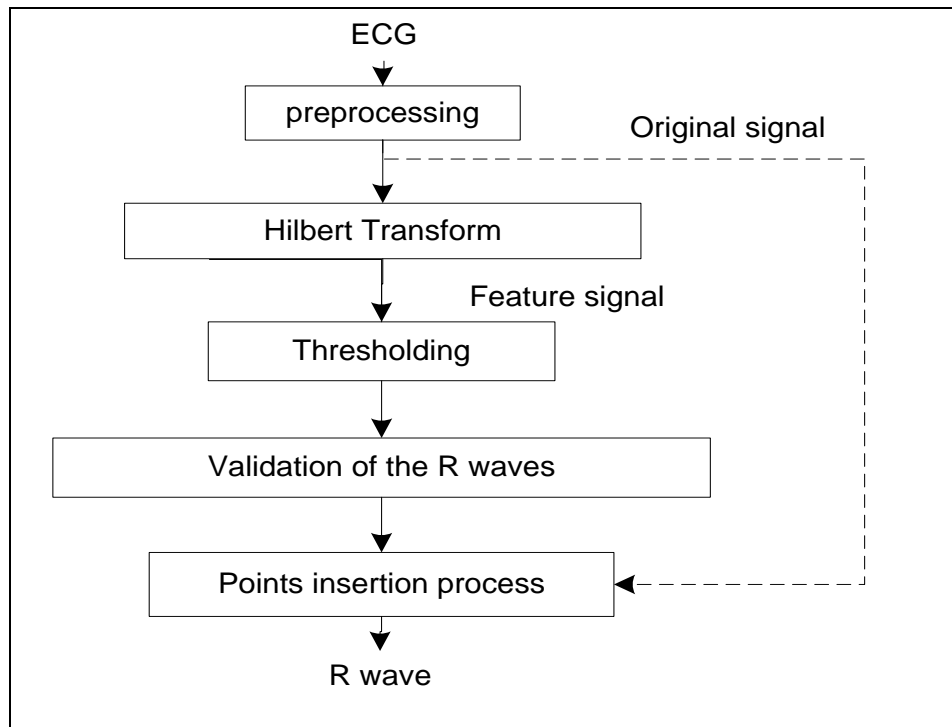 ECG
preprocessing
Original signal
Hilbert Transform
Feature signal
Thresholding
Validation of the R waves
Points insertion process
R wave